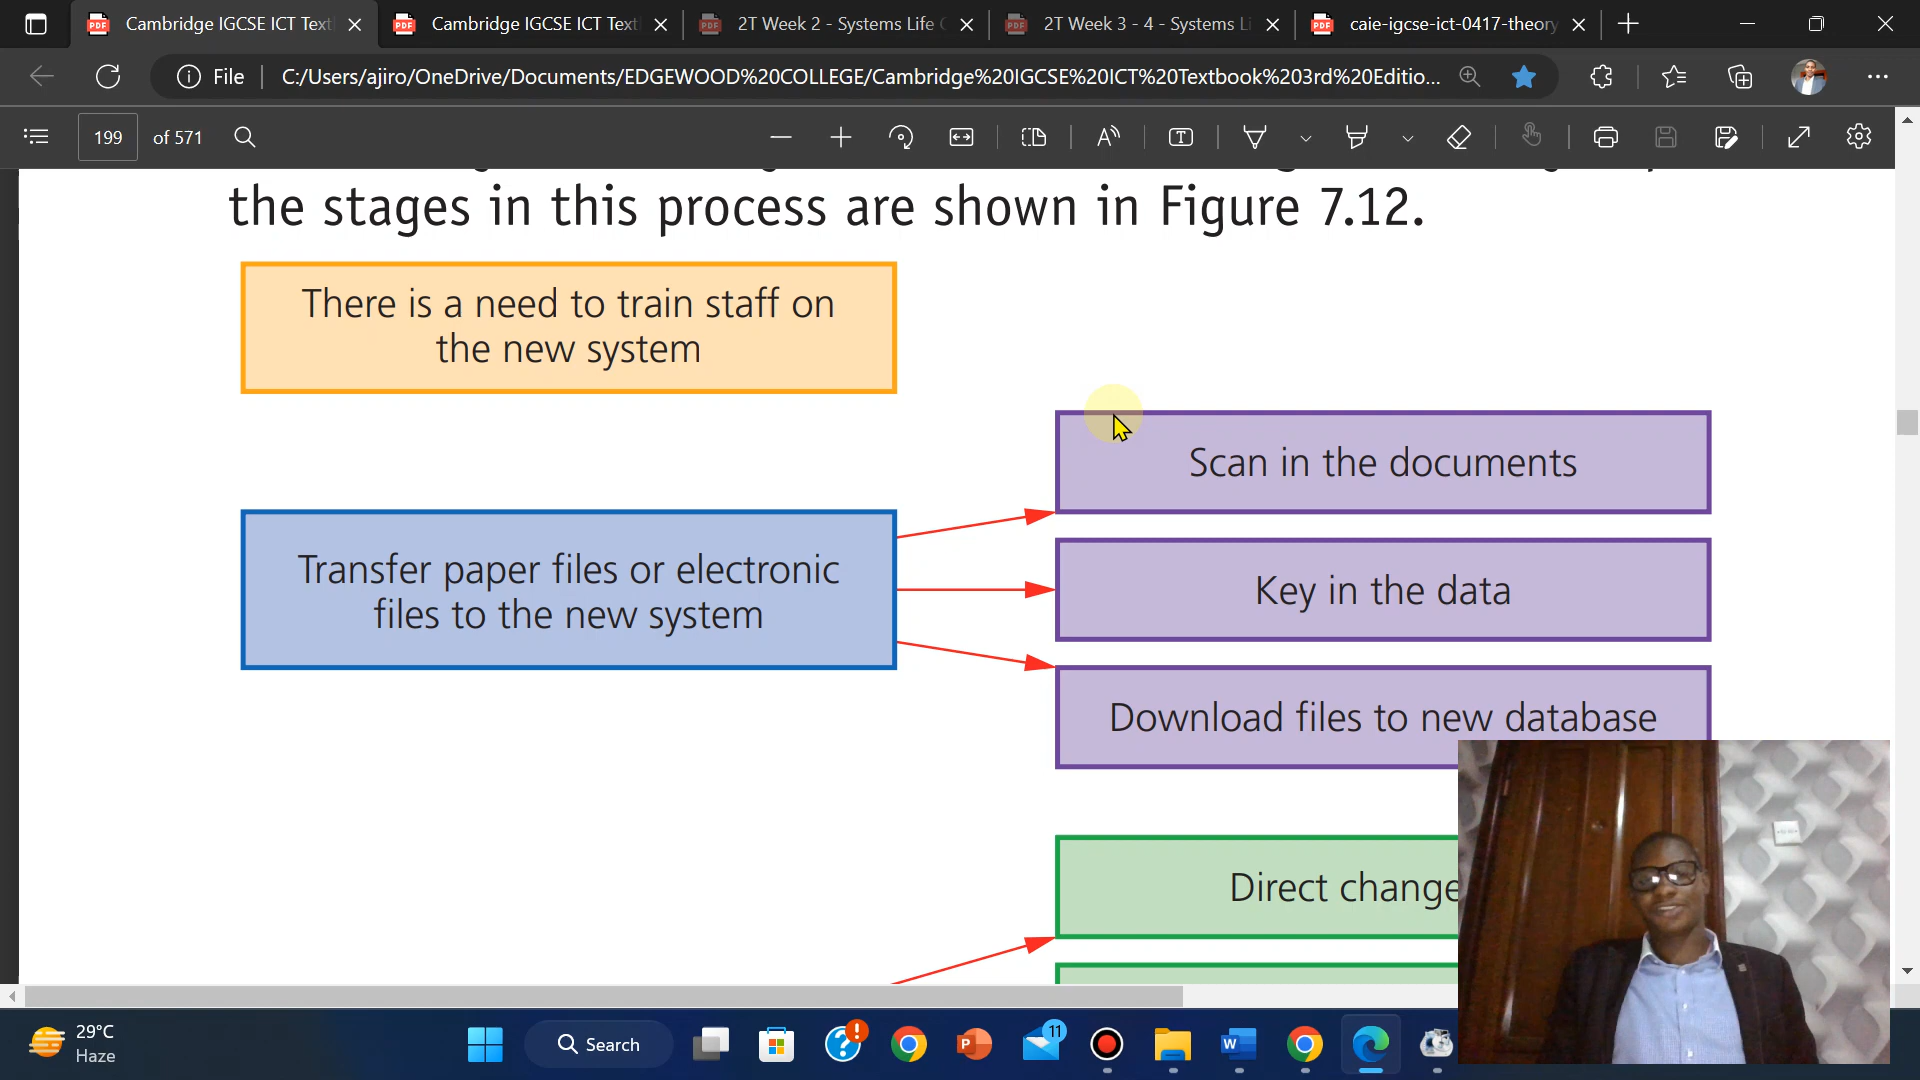 Cambridge IGCSE ICT Text
Cambridge IGCSE ICT Text
2T Week 2 - Systems Life C
2T Week 3 - 4 - Systems Li
caie-igcse-ict-0417-theory
File
C:/Users/ajiro/OneDrive/Documents/EDGEWOOD%20COLLEGE/Cambridge%20IGCSE%20ICT%20Textbook%203rd%20Editio...
199 of 571
the stages in this process are shown in Figure 7.12.
There is a need to train staff on
the new system
Scan in the documents
Transfer paper files or electronic
files to the new system
Key in the data
Download files to new database
Direct change
29°C
Haze
Search
11